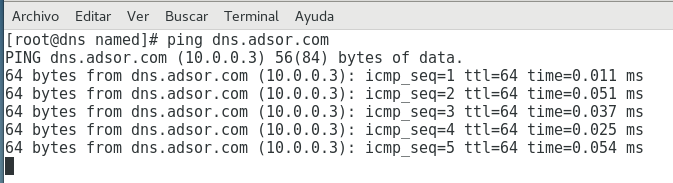 Archivo Editar Ver Buscar Terminal Ayuda
[root@dns named]# ping dns.adsor.com
PING dns.adsor.com (10.0.0.3) 56(84) bytes of data.
64 bytes from dns.adsor.com (10.0.0.3): icmp_seq=1 ttl=64 time=0.011 ms
64 bytes from dns.adsor.com (10.0.0.3): icmp_seq=2 ttl=64 time=0.051 ms
64 bytes from dns.adsor.com (10.0.0.3): icmp_seq=3 ttl=64 time=0.037 ms
64 bytes from dns.adsor.com (10.0.0.3): icmp_seq=4 ttl=64 time=0.025 ms
64 bytes from dns.adsor.com (10.0.0.3): icmp_seq=5 ttl=64 time=0.054 ms